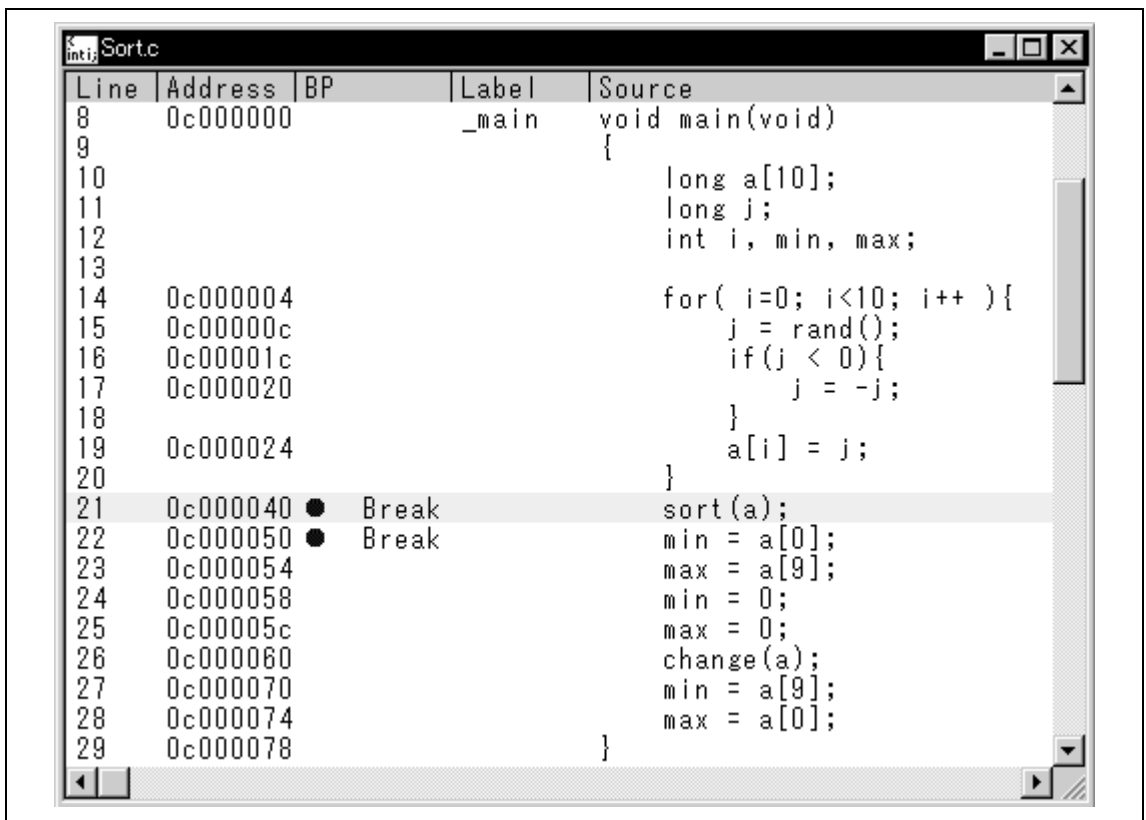 Sort.c
Line Address BP Label Source
8 0c000000 _main void main(void)
9 {
10 long a[10];
11 long j;
12 int i, min, max;
13
14 0c000004 for( i=0; i<10; i++ ){
15 0c00000c j = rand();
16 0c00001c if(j < 0){
17 0c000020 j = -j;
18 }
19 0c000024 a[i] = j;
20 }
21 0c000040 ● Break sort(a);
22 0c000050 ● Break min = a[0];
23 0c000054 max = a[9];
24 0c000058 min = 0;
25 0c00005c max = 0;
26 0c000060 change(a);
27 0c000070 min = a[9];
28 0c000074 max = a[0];
29 0c000078 }